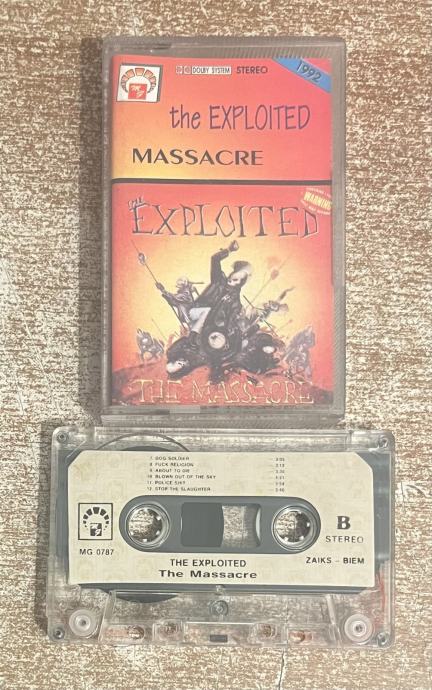 DOLBY SYSTEM STEREO
1992
MG
the EXPLOITED
MASSACRE
WARNING
THE
EXPLOITED
THE MASSACRE
7. DOG SOLDIER
8. FUCK RELIGION
9. ABOUT TO DIE
10. BLOWN OUT OF THE SKY
11. POLICE SHIT
12. STOP THE SLAUGHTER
B
STEREO
MG 0787
ZAIKS – BIEM
THE EXPLOITED
The Massacre